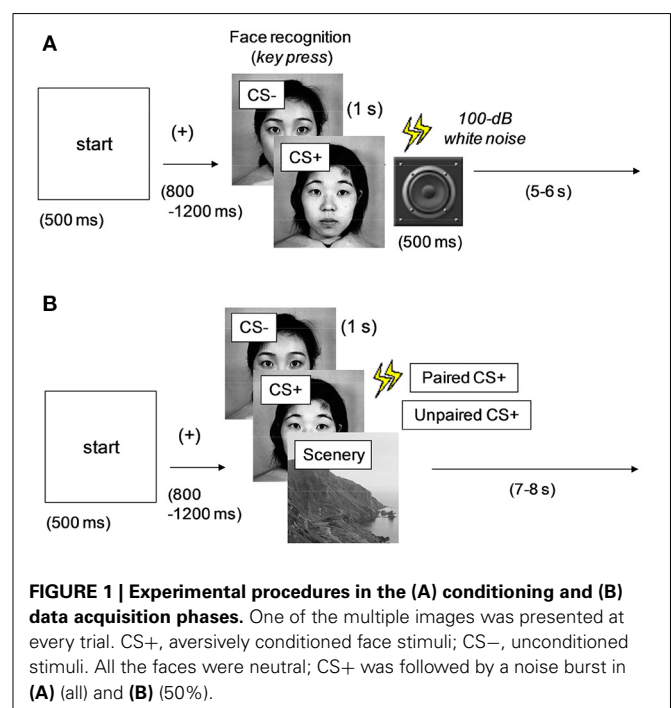 A
Face recognition
(key press)
start
(500 ms)
(+)
(800
-1200 ms)
CS-
(1 s)
CS+
100-dB
white noise
(500 ms)
(5-6 s)
B
start
(500 ms)
(+)
(800
-1200 ms)
CS-
(1 s)
CS+
Scenery
Paired CS+
Unpaired CS+
(7-8 s)
FIGURE 1 | Experimental procedures in the (A) conditioning and (B)
data acquisition phases. One of the multiple images was presented at
every trial. CS+, aversively conditioned face stimuli; CS−, unconditioned
stimuli. All the faces were neutral; CS+ was followed by a noise burst in
(A) (all) and (B) (50%).